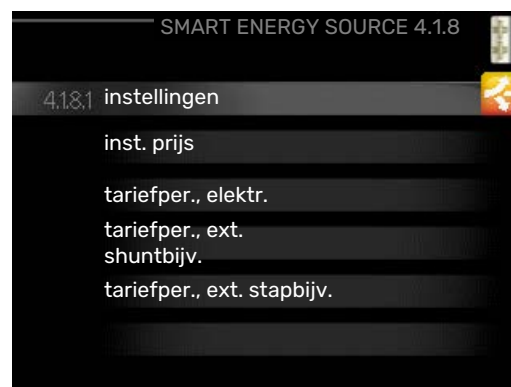 SMART ENERGY SOURCE 4.1.8
4.1.8.1 instellingen
inst. prijs
tariefper., elektr.
tariefper., ext.
shuntbijv.
tariefper., ext. stapbijv.